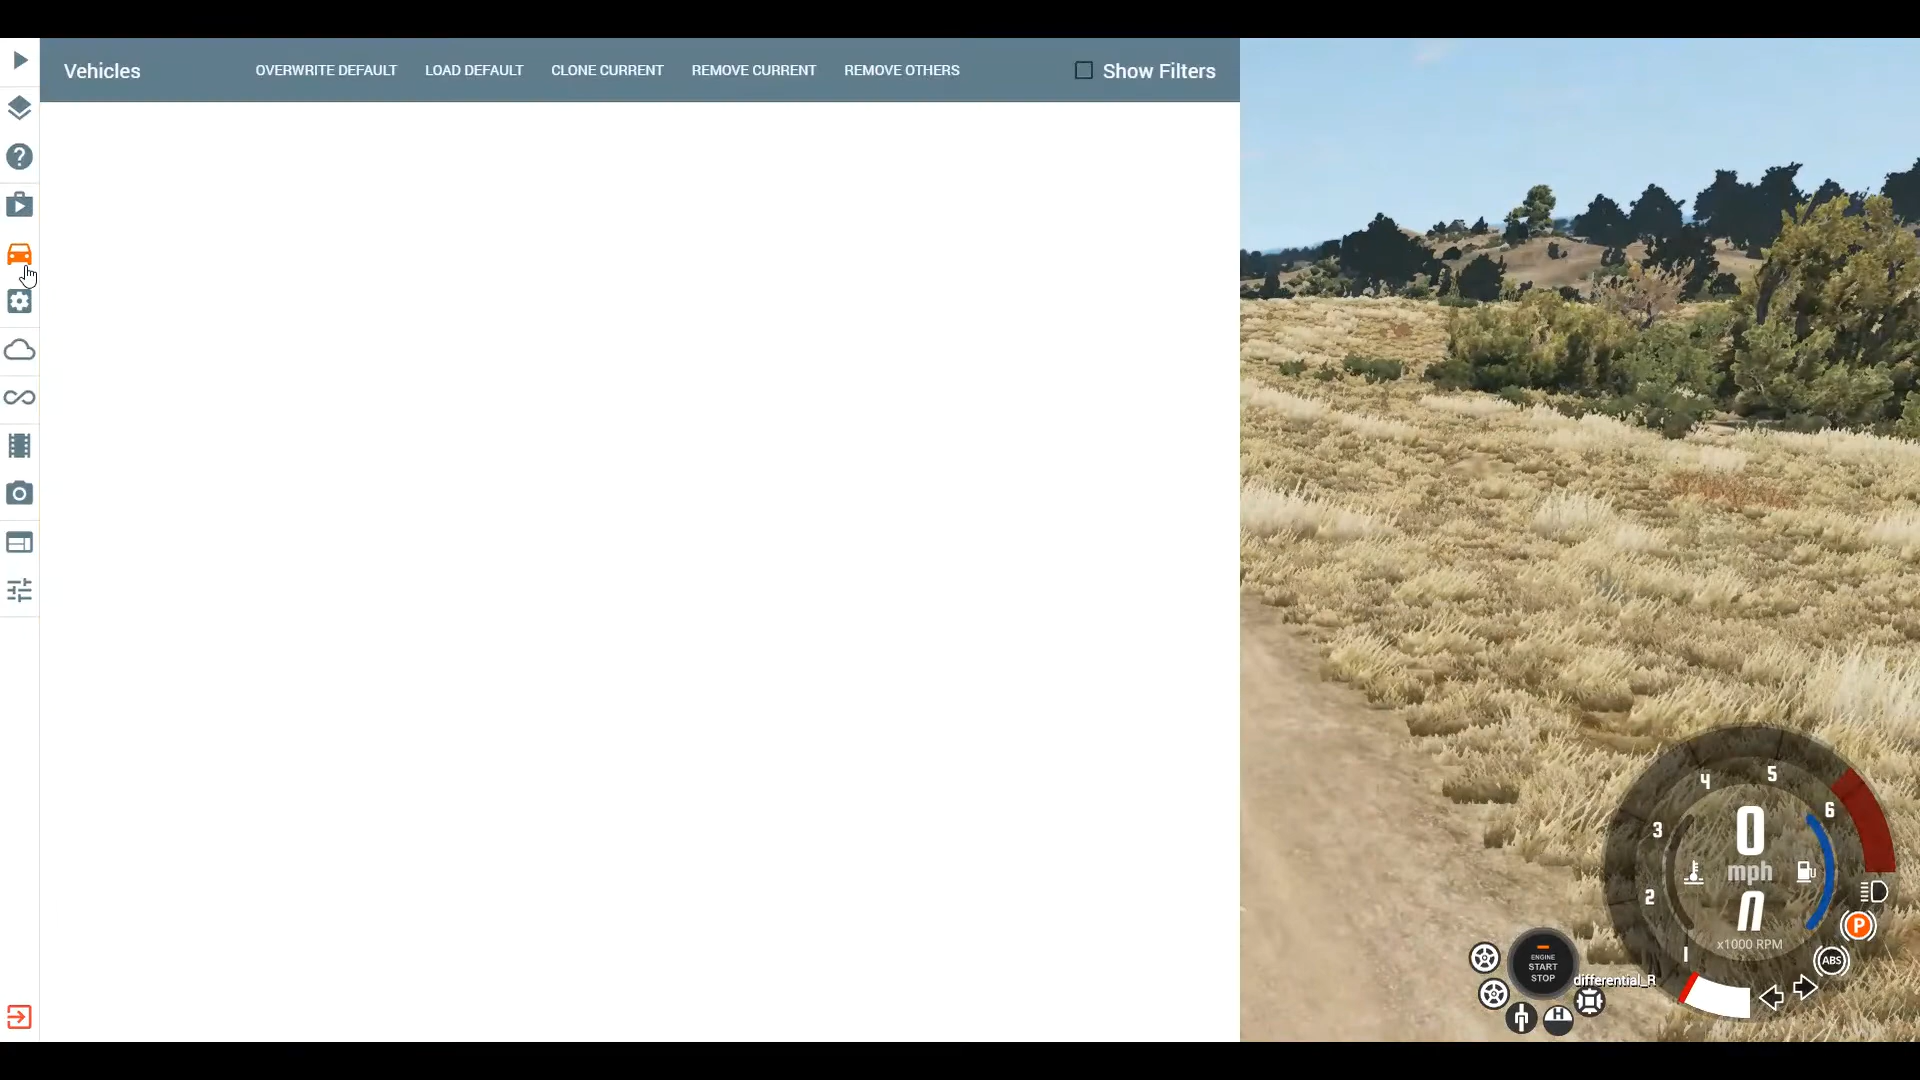 Vehicles
OVERWRITE DEFAULT
LOAD DEFAULT
CLONE CURRENT
REMOVE CURRENT
REMOVE OTHERS
Show Filters
1
2
3
4
5
6
0
mph
n
x1000 RPM
P
ABS
ENGINE
START
STOP
differential_R
H